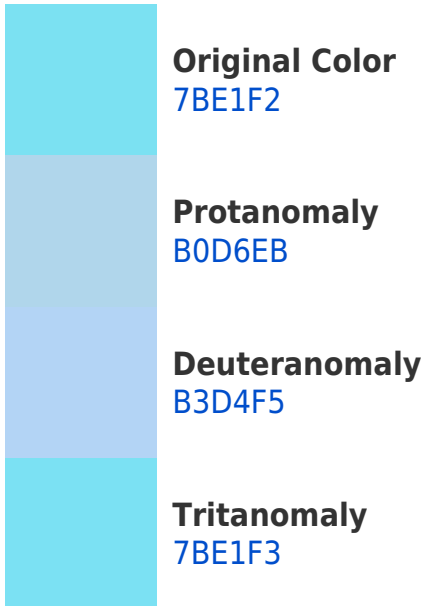 Original Color
7BE1F2
Protanomaly
B0D6EB
Deuteranomaly
B3D4F5
Tritanomaly
7BE1F3